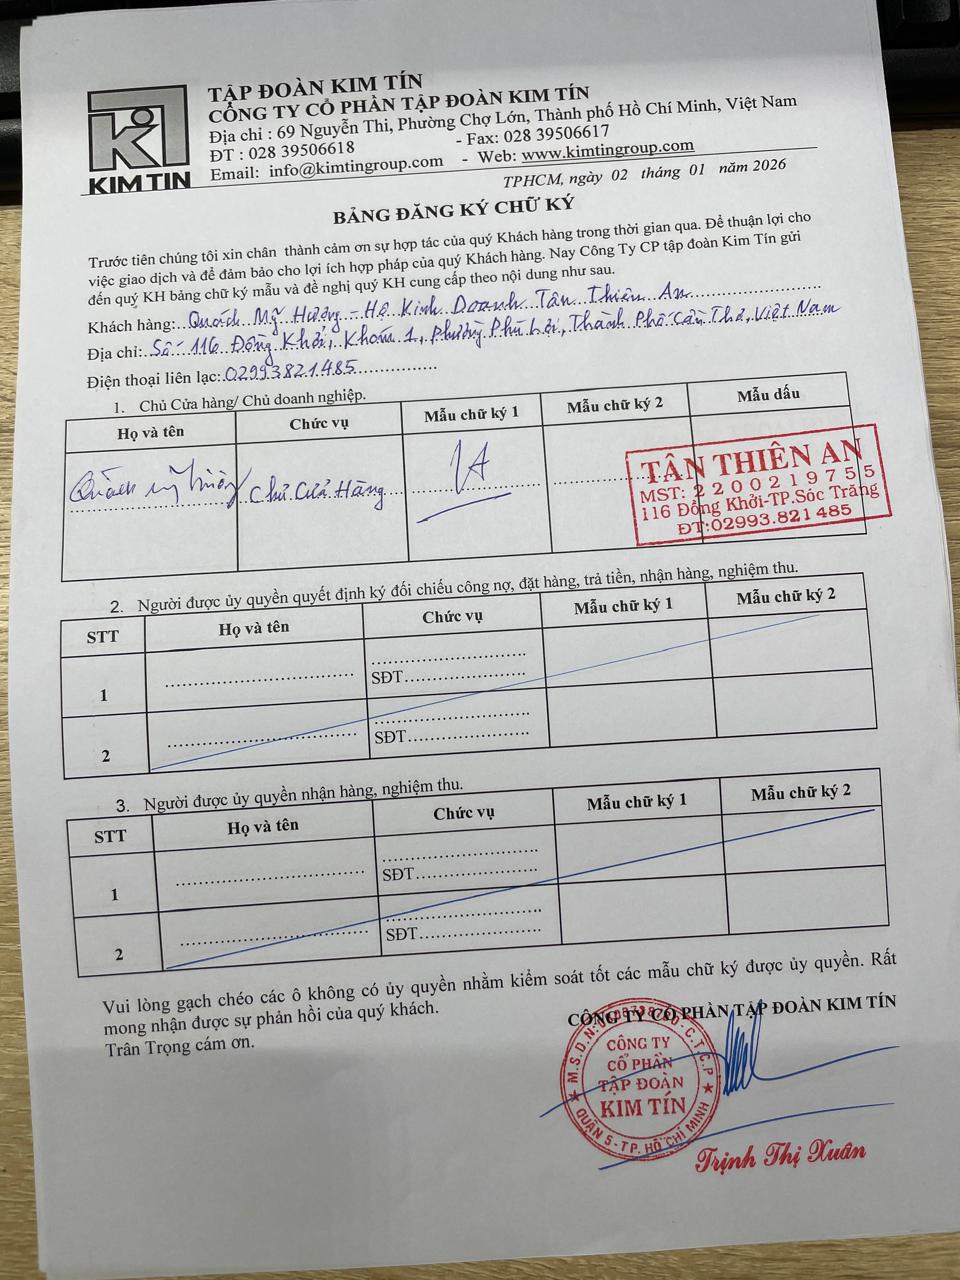 KIM TIN
TẬP ĐOÀN KIM TÍN
CÔNG TY CỔ PHẦN TẬP ĐOÀN KIM TÍN
Địa chỉ : 69 Nguyễn Thi, Phường Chợ Lớn, Thành phố Hồ Chí Minh, Việt Nam
ĐT : 028 39506618 - Fax: 028 39506617
Email: info@kimtingroup.com - Web: www.kimtingroup.com
TPHCM, ngày 02 tháng 01 năm 2026
BẢNG ĐĂNG KÝ CHỮ KÝ
Trước tiên chúng tôi xin chân thành cảm ơn sự hợp tác của quý Khách hàng trong thời gian qua. Để thuận lợi cho
việc giao dịch và để đảm bảo cho lợi ích hợp pháp của quý Khách hàng. Nay Công Ty CP tập đoàn Kim Tín gửi
đến quý KH bảng chữ ký mẫu và đề nghị quý KH cung cấp theo nội dung như sau.
Khách hàng: Quách Mỹ Hương - Hộ Kinh Doanh Tân Thiên An
Địa chỉ: Số 116 Đồng Khởi, Khóm 1, Phường Phú Lợi, Thành Phố Cần Thơ, Việt Nam
Điện thoại liên lạc: 02993821485
1. Chủ Cửa hàng/ Chủ doanh nghiệp.
Họ và tên Chức vụ Mẫu chữ ký 1 Mẫu chữ ký 2 Mẫu dấu
Quách Mỹ Hương Chủ Cửa Hàng
TÂN THIÊN AN
MST: 2200219755
116 Đồng Khởi-TP.Sóc Trăng
ĐT:02993.821485
2. Người được ủy quyền quyết định ký đối chiếu công nợ, đặt hàng, trả tiền, nhận hàng, nghiệm thu.
STT Họ và tên Chức vụ Mẫu chữ ký 1 Mẫu chữ ký 2
1 SĐT
2 SĐT
3. Người được ủy quyền nhận hàng, nghiệm thu.
STT Họ và tên Chức vụ Mẫu chữ ký 1 Mẫu chữ ký 2
1 SĐT
2 SĐT
Vui lòng gạch chéo các ô không có ủy quyền nhằm kiểm soát tốt các mẫu chữ ký được ủy quyền. Rất
mong nhận được sự phản hồi của quý khách.
Trân Trọng cám ơn.
CÔNG TY CỔ PHẦN TẬP ĐOÀN KIM TÍN
CÔNG TY
CỔ PHẦN
TẬP ĐOÀN
KIM TÍN
QUẬN 5 - TP. HỒ CHÍ MINH
Trịnh Thị Xuân